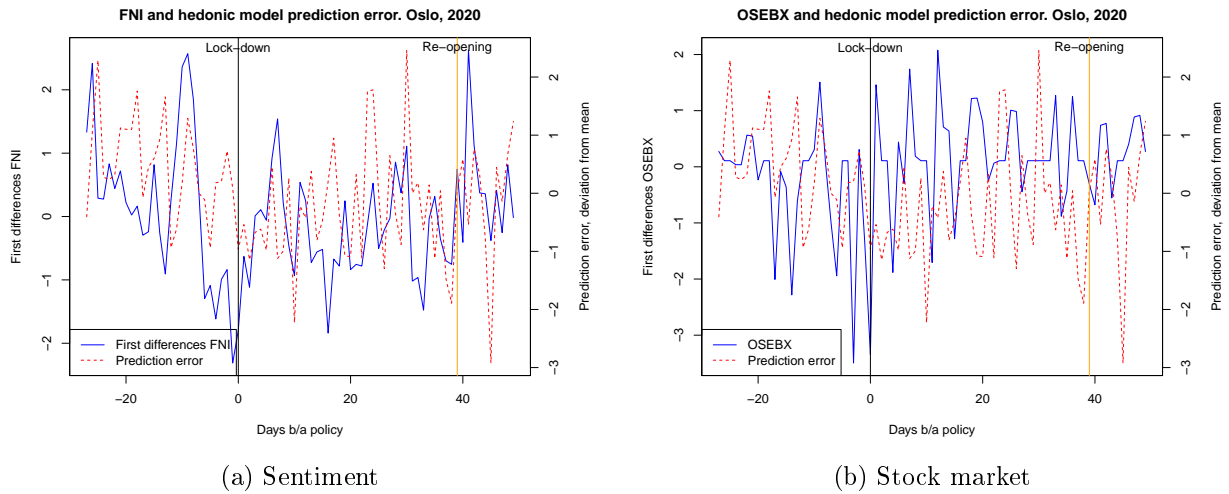 FNI and hedonic model prediction error. Oslo, 2020
Lock−down
Re−opening
First differences FNI
2
1
0
−1
−2
Prediction error, deviation from mean
2
1
0
−1
−2
−3
First differences FNI
Prediction error
−20
0
20
40
Days b/a policy
(a) Sentiment
OSEBX and hedonic model prediction error. Oslo, 2020
Lock−down
Re−opening
First differences OSEBX
2
1
0
−1
−2
−3
Prediction error, deviation from mean
2
1
0
−1
−2
−3
OSEBX
Prediction error
−20
0
20
40
Days b/a policy
(b) Stock market